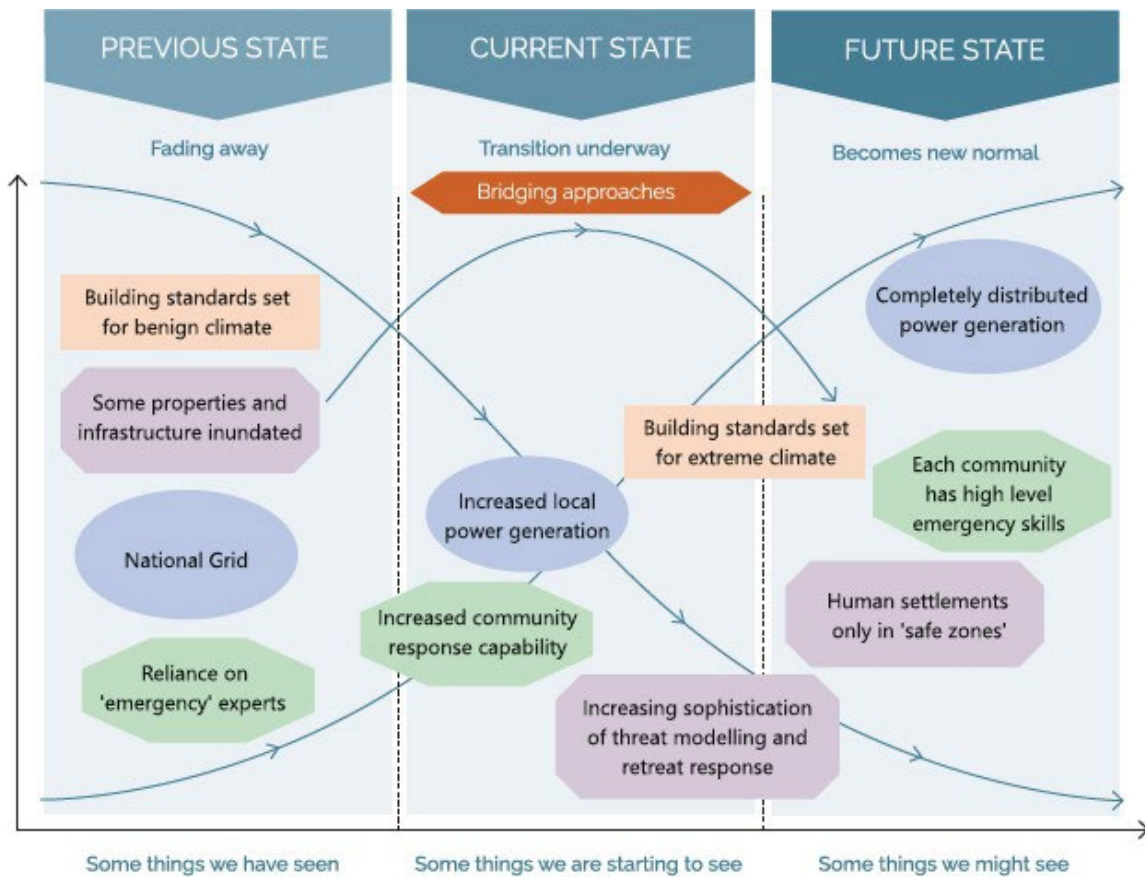 PREVIOUS STATE
CURRENT STATE
FUTURE STATE
Fading away
Transition underway
Becomes new normal
Bridging approaches
Building standards set
for benign climate
Some properties and
infrastructure inundated
National Grid
Reliance on
'emergency' experts
Increased local
power generation
Increased community
response capability
Building standards set
for extreme climate
Increasing sophistication
of threat modelling and
retreat response
Completely distributed
power generation
Each community
has high level
emergency skills
Human settlements
only in 'safe zones'
Some things we have seen
Some things we are starting to see
Some things we might see